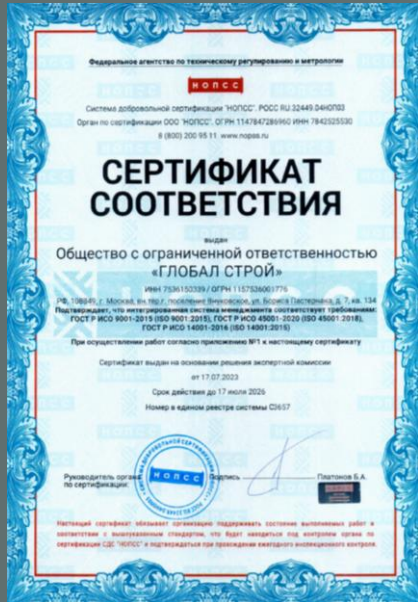 Федеральное агентство по техническому регулированию и метрологии
НОПСС
Система добровольной сертификации "НОПСС". РОСС RU.32449.04НОП03
Орган по сертификации ООО "НОПСС". ОГРН 1147847289960 ИНН 7842525530
8 (800) 200 95 11. www.nopss.ru
СЕРТИФИКАТ
СООТВЕТСТВИЯ
выдан
Общество с ограниченной ответственностью
«ГЛОБАЛ СТРОЙ»
ИНН 7536150339 / ОГРН 1157536001776
РФ, 108849, г. Москва, вн.тер.г. поселение Внуковское, ул. Бориса Пастернака, д. 7, кв. 134
Подтверждает, что интегрированная система менеджмента соответствует требованиям:
ГОСТ Р ИСО 9001-2015 (ISO 9001:2015), ГОСТ Р ИСО 45001-2020 (ISO 45001:2018),
ГОСТ Р ИСО 14001-2016 (ISO 14001:2015)
При осуществлении работ согласно приложению №1 к настоящему сертификату
Сертификат выдан на основании решения экспертной комиссии
от 17.07.2023
Срок действия до 17 июля 2026
Номер в едином реестре системы C3657
Руководитель органа Подпись Платонов Б.А.
по сертификации:
НОПСС
Настоящий сертификат обязывает организацию поддерживать состояние выполняемых работ в
соответствии с вышеуказанным стандартом, что будет находиться под контролем органа по
сертификации СДС "НОПСС" и подтверждаться при прохождении ежегодного инспекционного контроля.